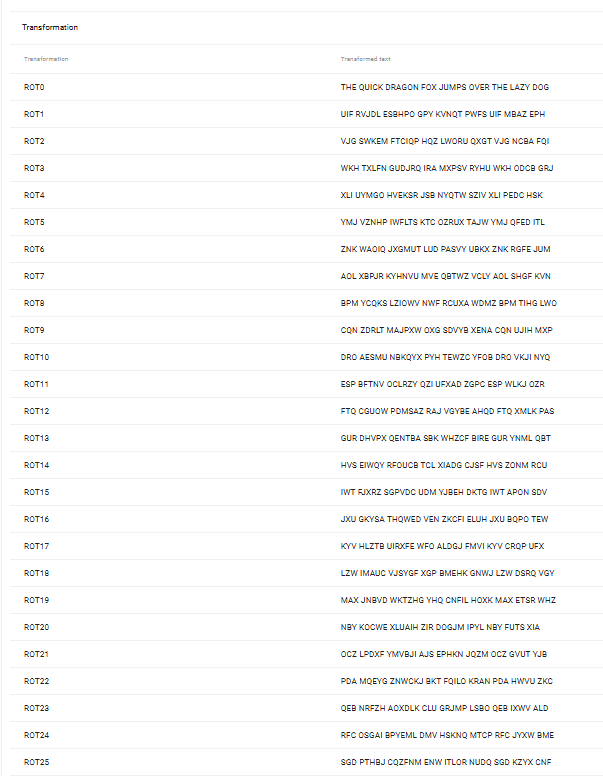 Transformation
Transformation Transformed text
ROT0 THE QUICK DRAGON FOX JUMPS OVER THE LAZY DOG
ROT1 UIF RVJDL ESBHPO GPY KVNQT PWFS UIF MBAZ EPH
ROT2 VJG SWKEM FTCIQP HQZ LWORU QXGT VJG NCBA FQI
ROT3 WKH TXLFN GUDJRQ IRA MXPSV RYHU WKH ODCB GRJ
ROT4 XLI UYMGO HVEKSR JSB NYQTW SZIV XLI PEDC HSK
ROT5 YMJ VZNHP IWFLTS KTC OZRUX TAJW YMJ QFED ITL
ROT6 ZNK WAOIQ JXGMUT LUD PASVY UBKX ZNK RGFE JUM
ROT7 AOL XBPJR KYHNVU MVE QBTWZ VCLY AOL SHGF KVN
ROT8 BPM YCQKS LZIOWV NWF RCUXA WDMZ BPM TIHG LWO
ROT9 CQN ZDRLT MAJPXW OXG SDVYB XENA CQN UJIH MXP
ROT10 DRO AESMU NBKQYX PYH TEWZC YFOB DRO VKJI NYQ
ROT11 ESP BFTNV OCLRZY QZI UFXAD ZGPC ESP WLKJ OZR
ROT12 FTQ CGUOW PDMSAZ RAJ VGYBE AHQD FTQ XMLK PAS
ROT13 GUR DHVPX QENTBA SBK WHZCF BIRE GUR YNML QBT
ROT14 HVS EIWQY RFOUCB TCL XIADG CJSF HVS ZONM RCU
ROT15 IWT FJXRZ SGPVDC UDM YJBEH DKTG IWT APON SDV
ROT16 JXU GKYSA THQWED VEN ZKCFI ELUH JXU BQPO TEW
ROT17 KYV HLZTB UIRXFE WFO ALDGJ FMVI KYV CRQP UFX
ROT18 LZW IMAUC VJSYGF XGP BMEHK GNWJ LZW DSRQ VGY
ROT19 MAX JNBVD WKTZHG YHQ CNFIL HOXK MAX ETSR WHZ
ROT20 NBY KOCWE XLUAIH ZIR DOGJM IPYL NBY FUTS XIA
ROT21 OCZ LPDXF YMVBJI AJS EPHKN JQZM OCZ GVUT YJB
ROT22 PDA MQEYG ZNWCKJ BKT FQILO KRAN PDA HWVU ZKC
ROT23 QEB NRFZH AOXDLK CLU GRJMP LSBO QEB IXWV ALD
ROT24 RFC OSGAI BPYEML DMV HSKNQ MTCP RFC JYXW BME
ROT25 SGD PTHBJ CQZFNM ENW ITLOR NUDQ SGD KZYX CNF